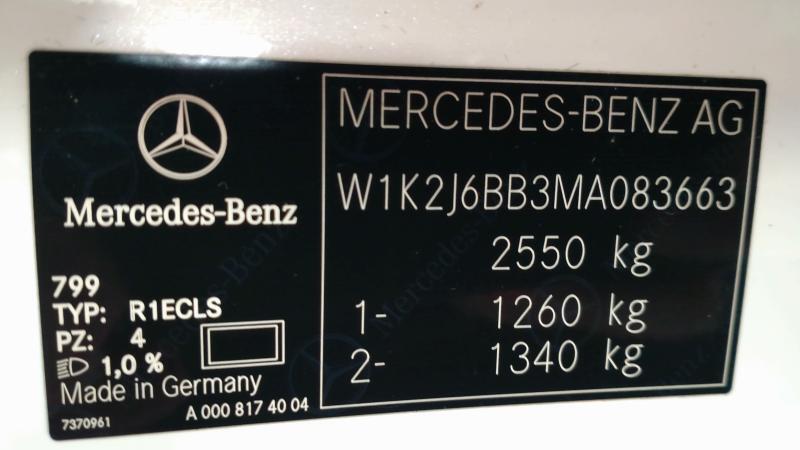 Mercedes-Benz
799
TYP: R1ECLS
PZ: 4
1,0 %
Made in Germany
A 000 817 40 04
7370961
MERCEDES-BENZ AG
W1K2J6BB3MA083663
2550 kg
1- 1260 kg
2- 1340 kg